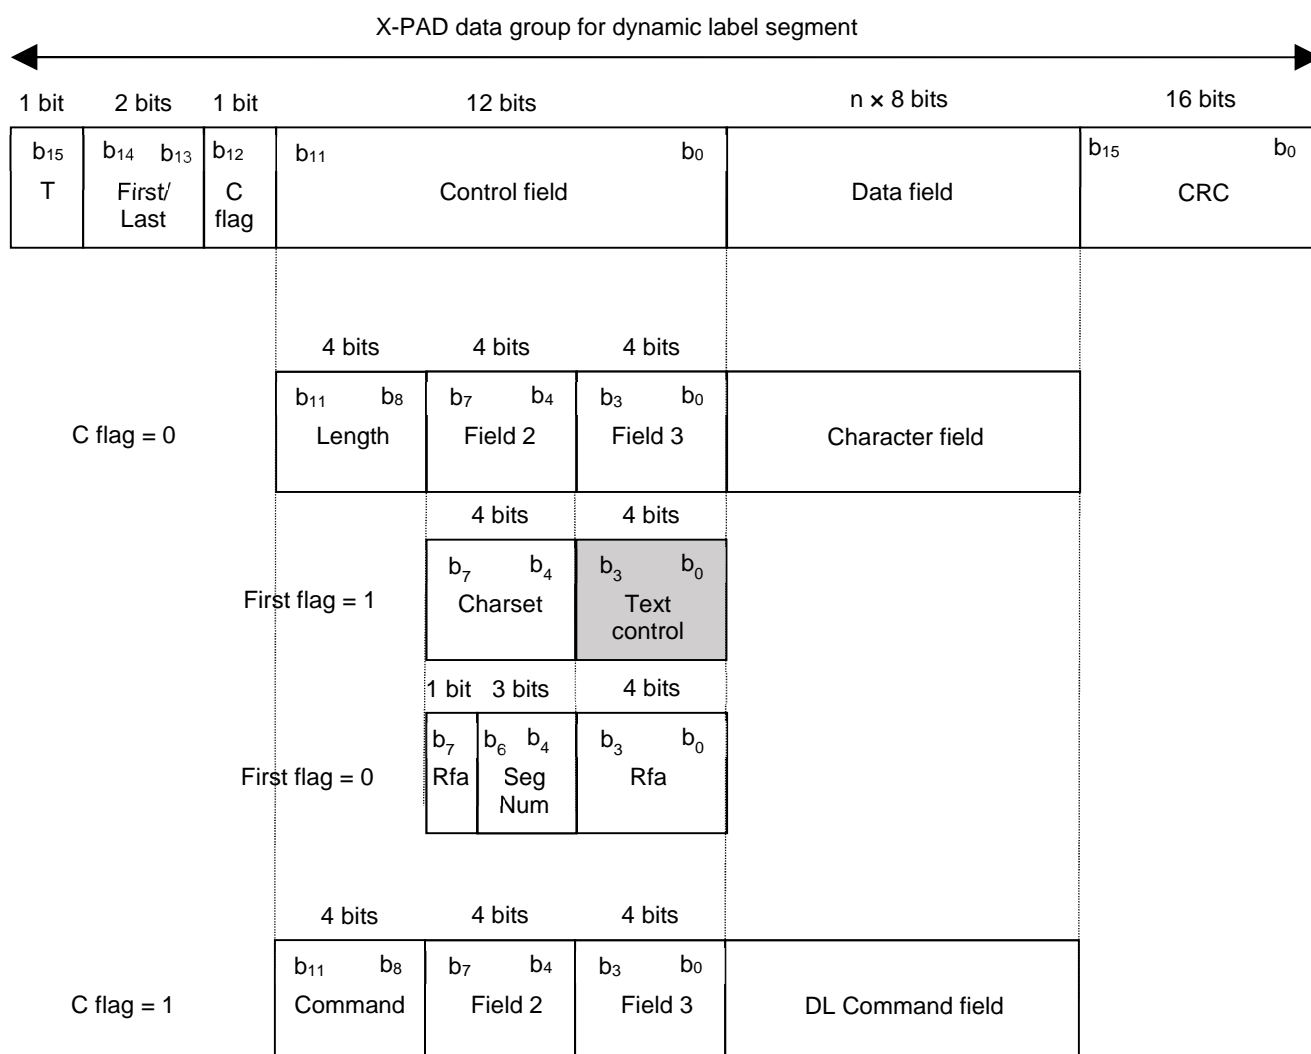 X-PAD data group for dynamic label segment
1 bit 2 bits 1 bit 12 bits n × 8 bits 16 bits
b15 b14 b13 b12 b11 b0 b15 b0
T First/ C Control field Data field CRC
Last flag
4 bits 4 bits 4 bits
b11 b8 b7 b4 b3 b0
C flag = 0 Length Field 2 Field 3 Character field
4 bits 4 bits
b7 b4 b3 b0
First flag = 1 Charset Text
control
1 bit 3 bits 4 bits
b7 b6 b4 b3 b0
First flag = 0 Rfa Seg Rfa
Num
4 bits 4 bits 4 bits
b11 b8 b7 b4 b3 b0
C flag = 1 Command Field 2 Field 3 DL Command field